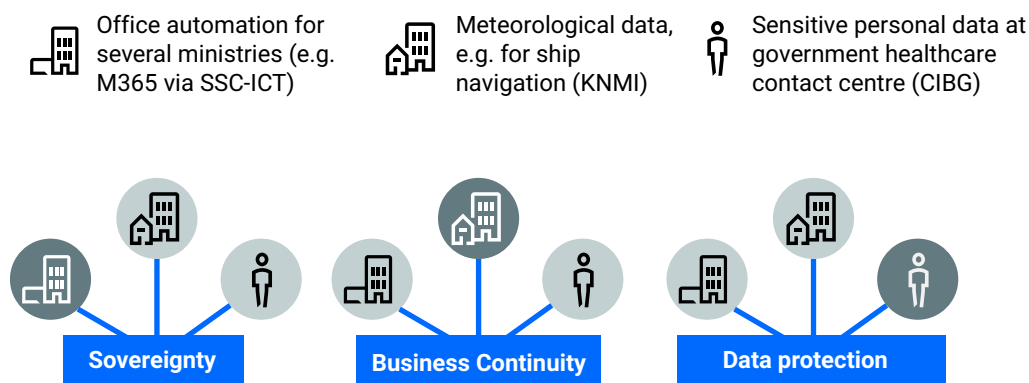 Office automation for
several ministries (e.g.
M365 via SSC-ICT)
Meteorological data,
e.g. for ship
navigation (KNMI)
Sensitive personal data at
government healthcare
contact centre (CIBG)
Sovereignty
Business Continuity
Data protection